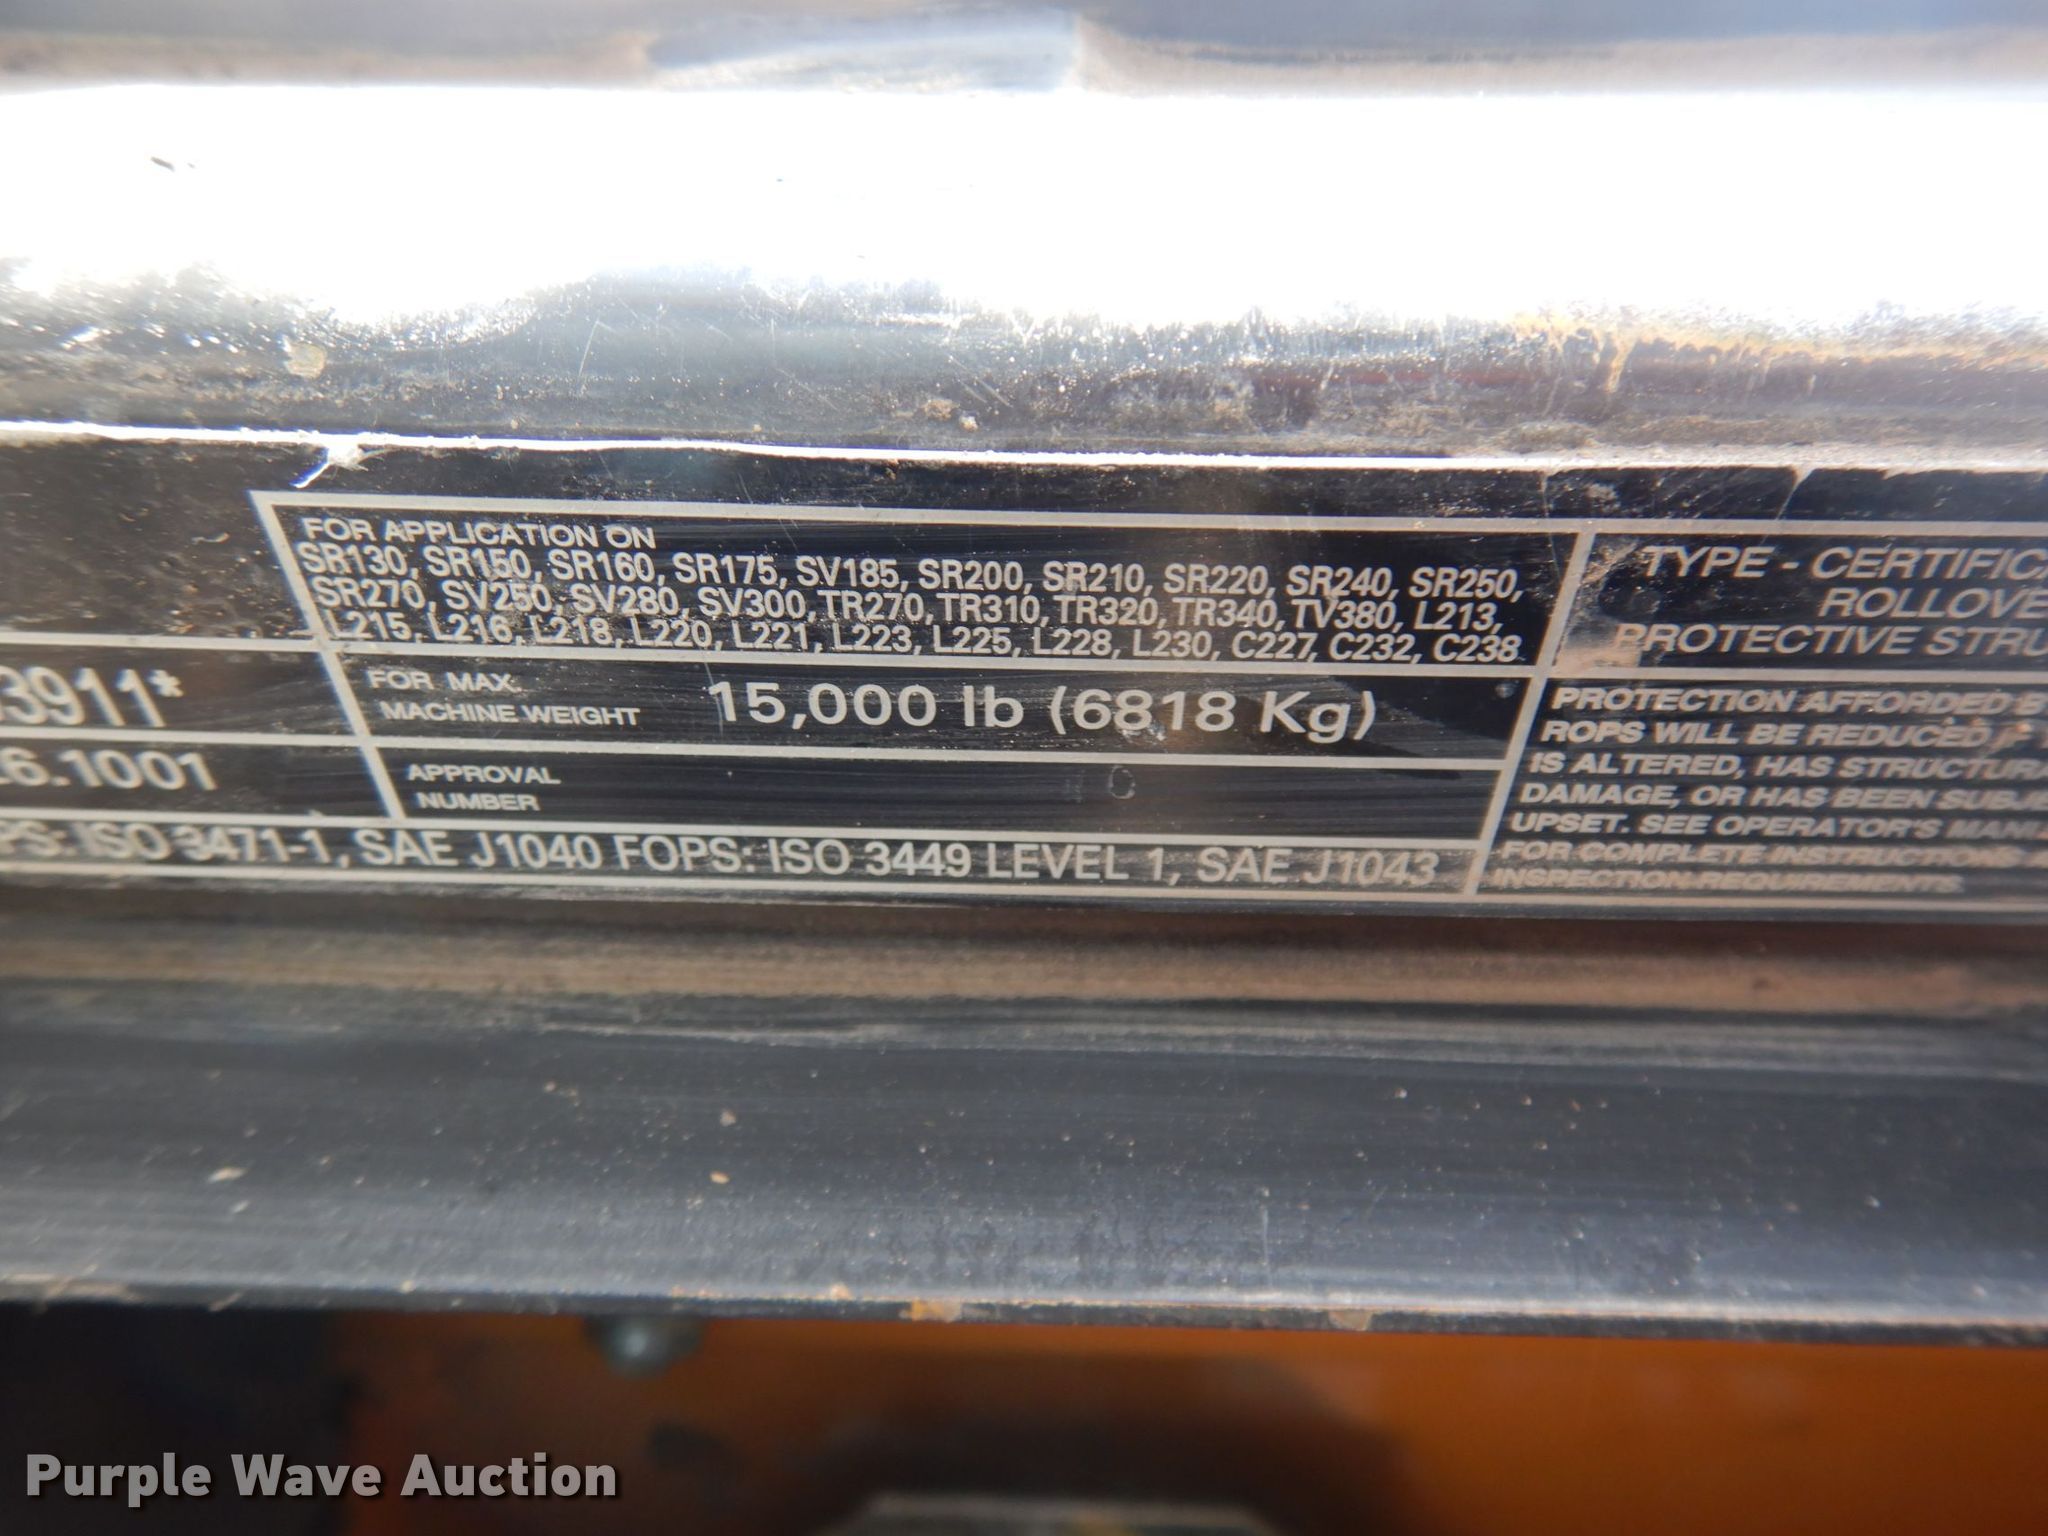 FOR APPLICATION ON
SR130, SR150, SR160, SR175, SV185, SR200, SR210, SR220, SR240, SR250,
SR270, SV250, SV280, SV300, TR270, TR310, TR320, TR340, TV380, L213,
L215, L216, L218, L220, L221, L223, L225, L228, L230, C227, C232, C238
3911*
FOR MAX.
MACHINE WEIGHT
15,000 lb (6818 Kg)
6.1001
APPROVAL
NUMBER
PS: ISO 3471-1, SAE J1040 FOPS: ISO 3449 LEVEL 1, SAE J1043
TYPE - CERTIFIC
ROLLOVE
PROTECTIVE STRU
PROTECTION AFFORDED B
ROPS WILL BE REDUCED IF
IS ALTERED, HAS STRUCTURA
DAMAGE, OR HAS BEEN SUBJE
UPSET. SEE OPERATOR'S MANU
FOR COMPLETE INSTRUCTIONS
INSPECTION REQUIREMENTS.
Purple Wave Auction